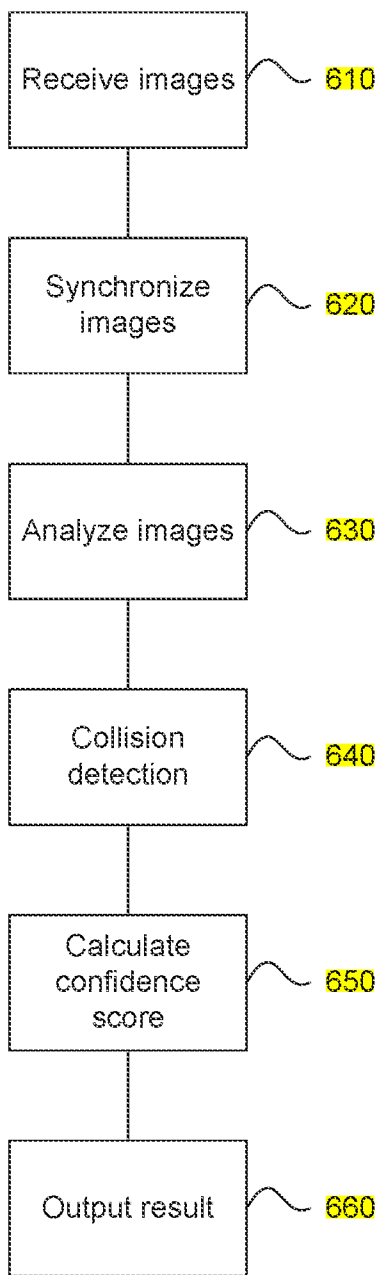 Receive images 610
Synchronize
images
620
Analyze images 630
Collision
detection
640
Calculate
confidence
score
650
Output result 660